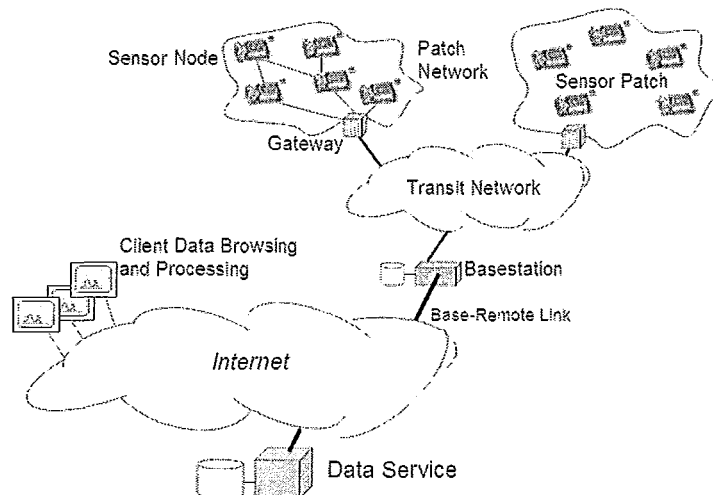 Sensor Node
Patch
Network
Sensor Patch
Gateway
Transit Network
Client Data Browsing
and Processing
Basestation
Base-Remote Link
Internet
Data Service